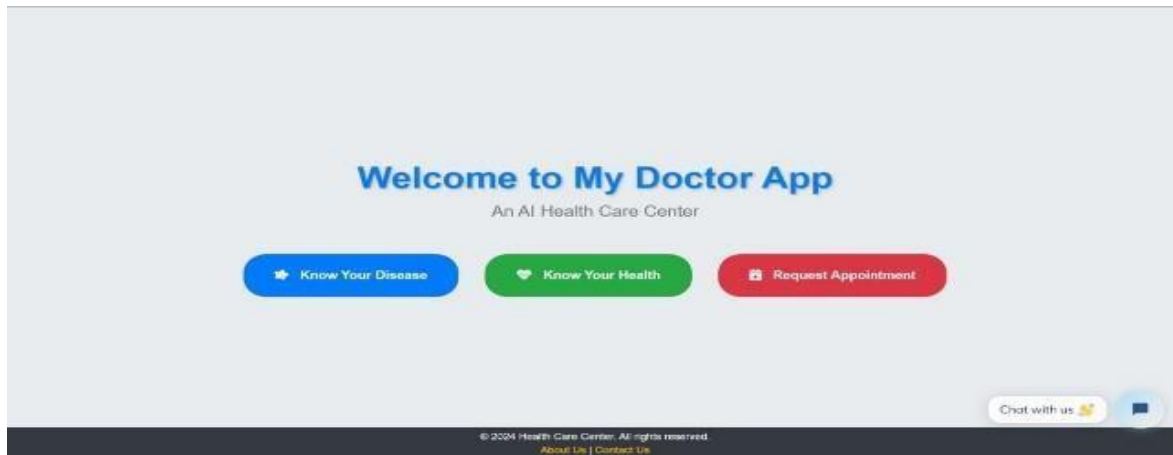 Welcome to My Doctor App
An AI Health Care Center
Know Your Disease
Know Your Health
Request Appointment
Chat with us 👋
© 2024 Health Care Center. All rights reserved.
About Us | Contact Us